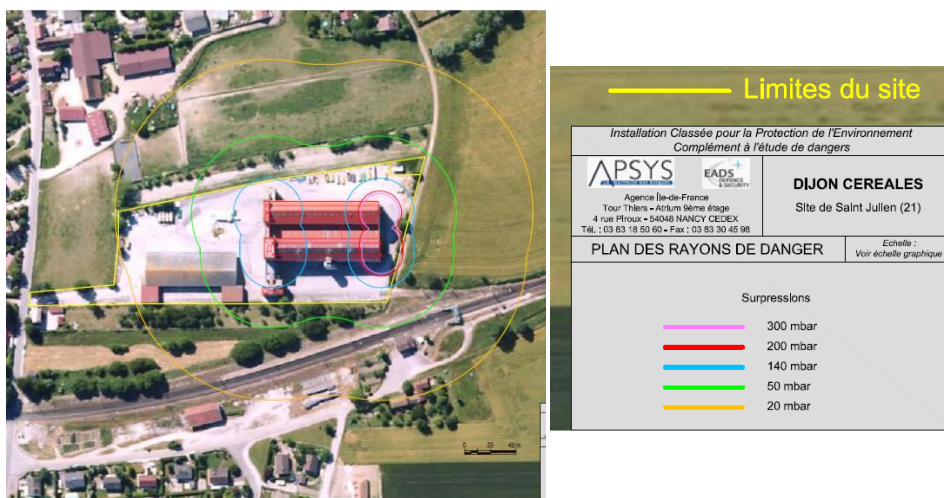 Limites du site
Installation Classée pour la Protection de l'Environnement
Complément à l'étude de dangers
APSYS
EADS
DEFENCE
& SECURITY
Agence Île-de-France
Tour Thiers - Atrium 9ème étage
4 rue Piroux - 54048 NANCY CEDEX
Tél. : 03 83 18 50 60 - Fax : 03 83 30 45 98
DIJON CEREALES
Site de Saint Julien (21)
PLAN DES RAYONS DE DANGER
Echelle :
Voir échelle graphique
Surpressions
300 mbar
200 mbar
140 mbar
50 mbar
20 mbar
0 20 40m